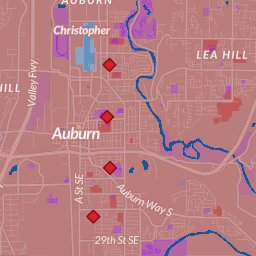 AUBURN
Christopher
LEA HILL
HILL
Valley Fwy
Auburn
A St SE
Auburn Way S
29th St SE